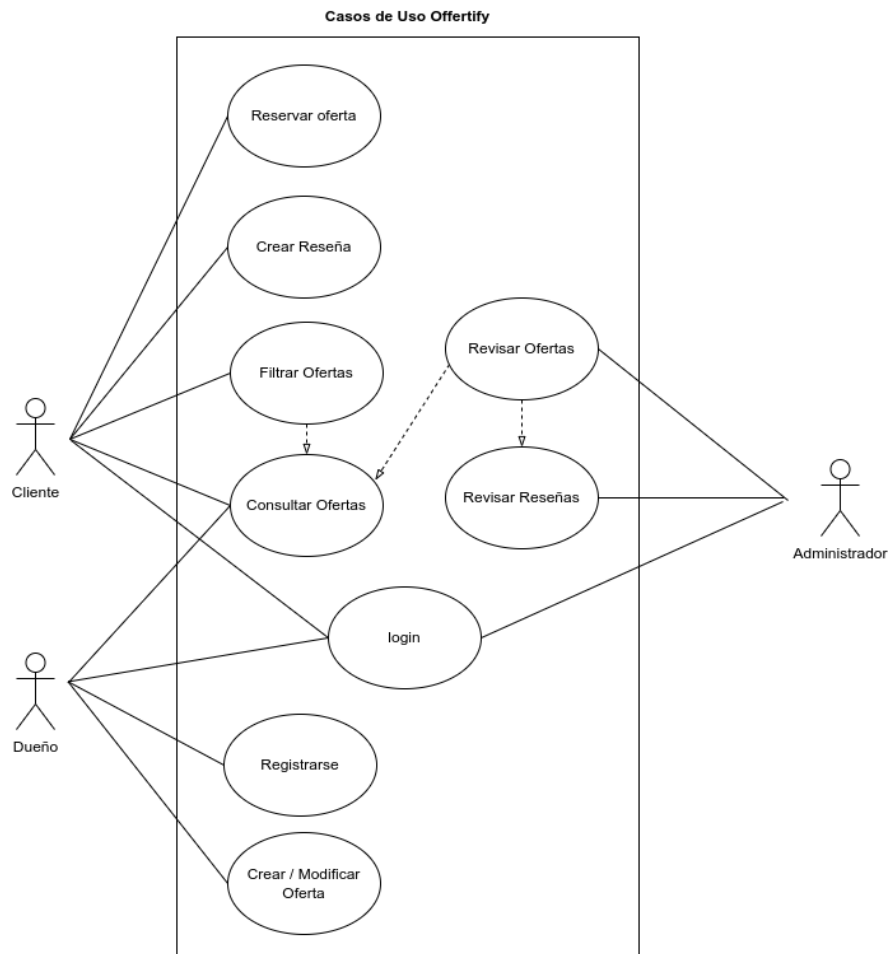 Casos de Uso Offertify
Reservar oferta
Crear Reseña
Filtrar Ofertas
Revisar Ofertas
Cliente
Consultar Ofertas
Revisar Reseñas
Administrador
login
Dueño
Registrarse
Crear / Modificar
Oferta